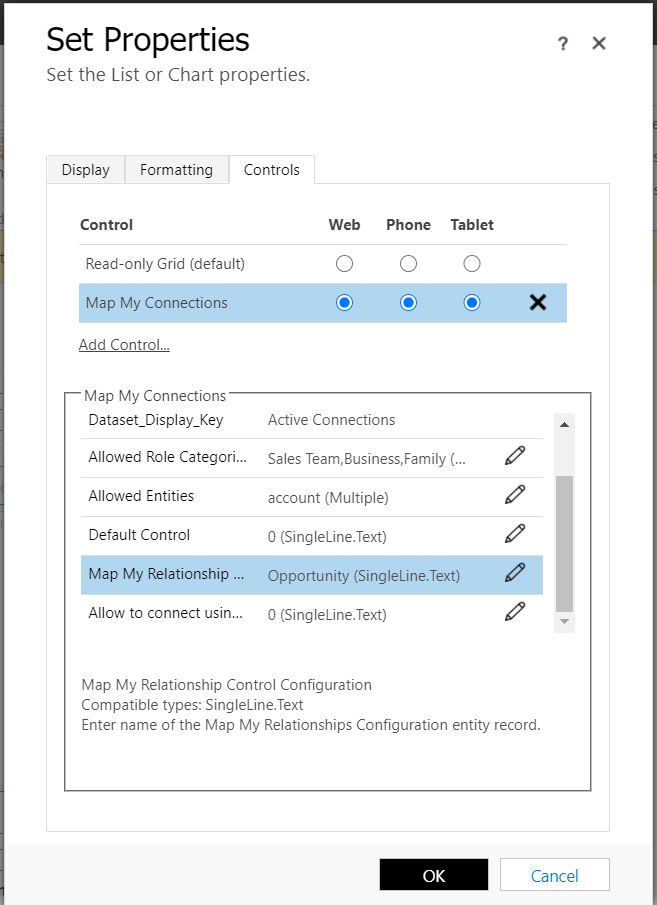 Set Properties
?
Set the List or Chart properties.
Display Formatting Controls
Control Web Phone Tablet
Read-only Grid (default)
Map My Connections
Add Control...
Map My Connections
Dataset_Display_Key Active Connections
Allowed Role Categori... Sales Team,Business,Family (...
Allowed Entities account (Multiple)
Default Control 0 (SingleLine.Text)
Map My Relationship ... Opportunity (SingleLine.Text)
Allow to connect usin... 0 (SingleLine.Text)
Map My Relationship Control Configuration
Compatible types: SingleLine.Text
Enter name of the Map My Relationships Configuration entity record.
OK Cancel